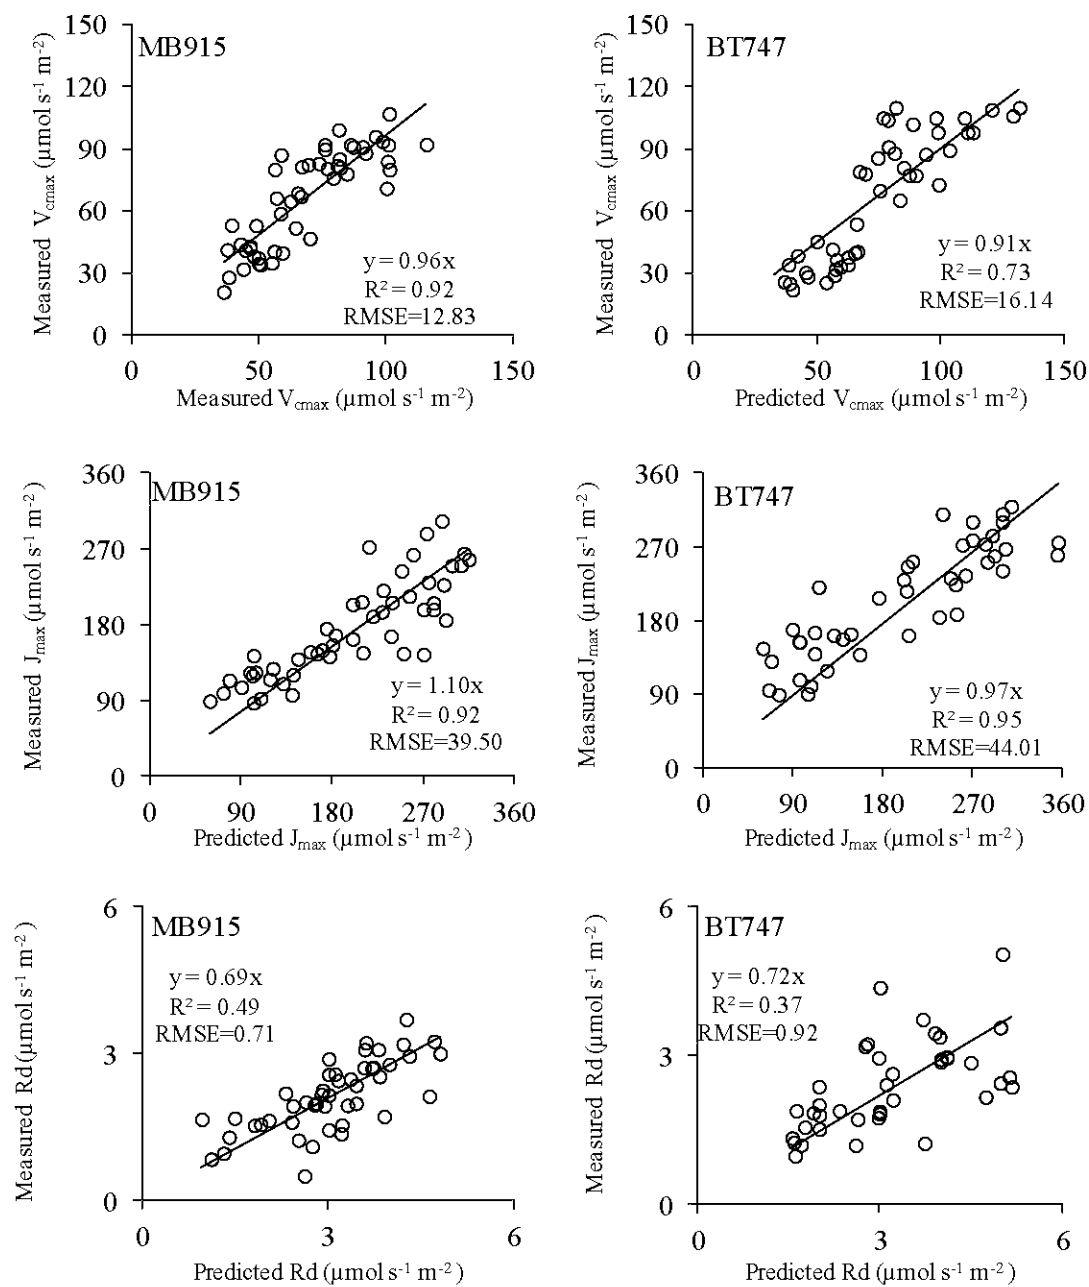 MB915
150
120
90
60
30
0
Measured V_cmax (µmol s⁻¹ m⁻²)
y = 0.96x
R² = 0.92
RMSE=12.83
0 50 100 150
Measured V_cmax (µmol s⁻¹ m⁻²)
BT747
150
120
90
60
30
0
Measured V_cmax (µmol s⁻¹ m⁻²)
y = 0.91x
R² = 0.73
RMSE=16.14
0 50 100 150
Predicted V_cmax (µmol s⁻¹ m⁻²)
MB915
360
270
180
90
0
Measured J_max (µmol s⁻¹ m⁻²)
y = 1.10x
R² = 0.92
RMSE=39.50
0 90 180 270 360
Predicted J_max (µmol s⁻¹ m⁻²)
BT747
360
270
180
90
0
Measured J_max (µmol s⁻¹ m⁻²)
y = 0.97x
R² = 0.95
RMSE=44.01
0 90 180 270 360
Predicted J_max (µmol s⁻¹ m⁻²)
MB915
6
3
0
Measured Rd (µmol s⁻¹ m⁻²)
y = 0.69x
R² = 0.49
RMSE=0.71
0 3 6
Predicted Rd (µmol s⁻¹ m⁻²)
BT747
6
3
0
Measured Rd (µmol s⁻¹ m⁻²)
y = 0.72x
R² = 0.37
RMSE=0.92
0 3 6
Predicted Rd (µmol s⁻¹ m⁻²)